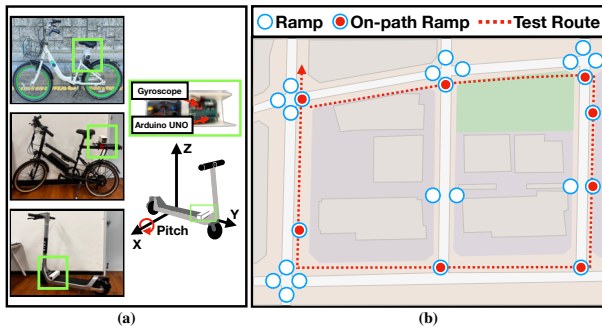 Gyroscope
Arduino UNO
Z
Y
X
Pitch
(a)
Ramp On-path Ramp Test Route
(b)